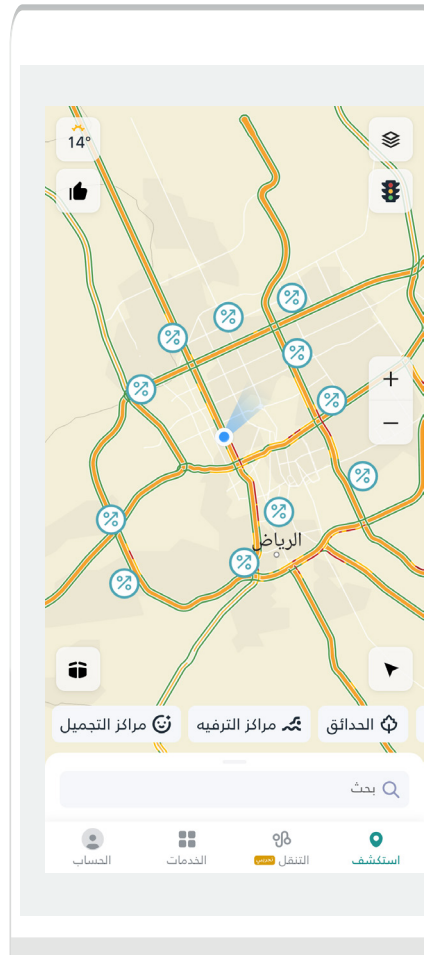 14°
الرياض
الحدائق
مراكز الترفيه
مراكز التجميل
بحث
استكشف
التنقل تجريبي
الخدمات
الحساب